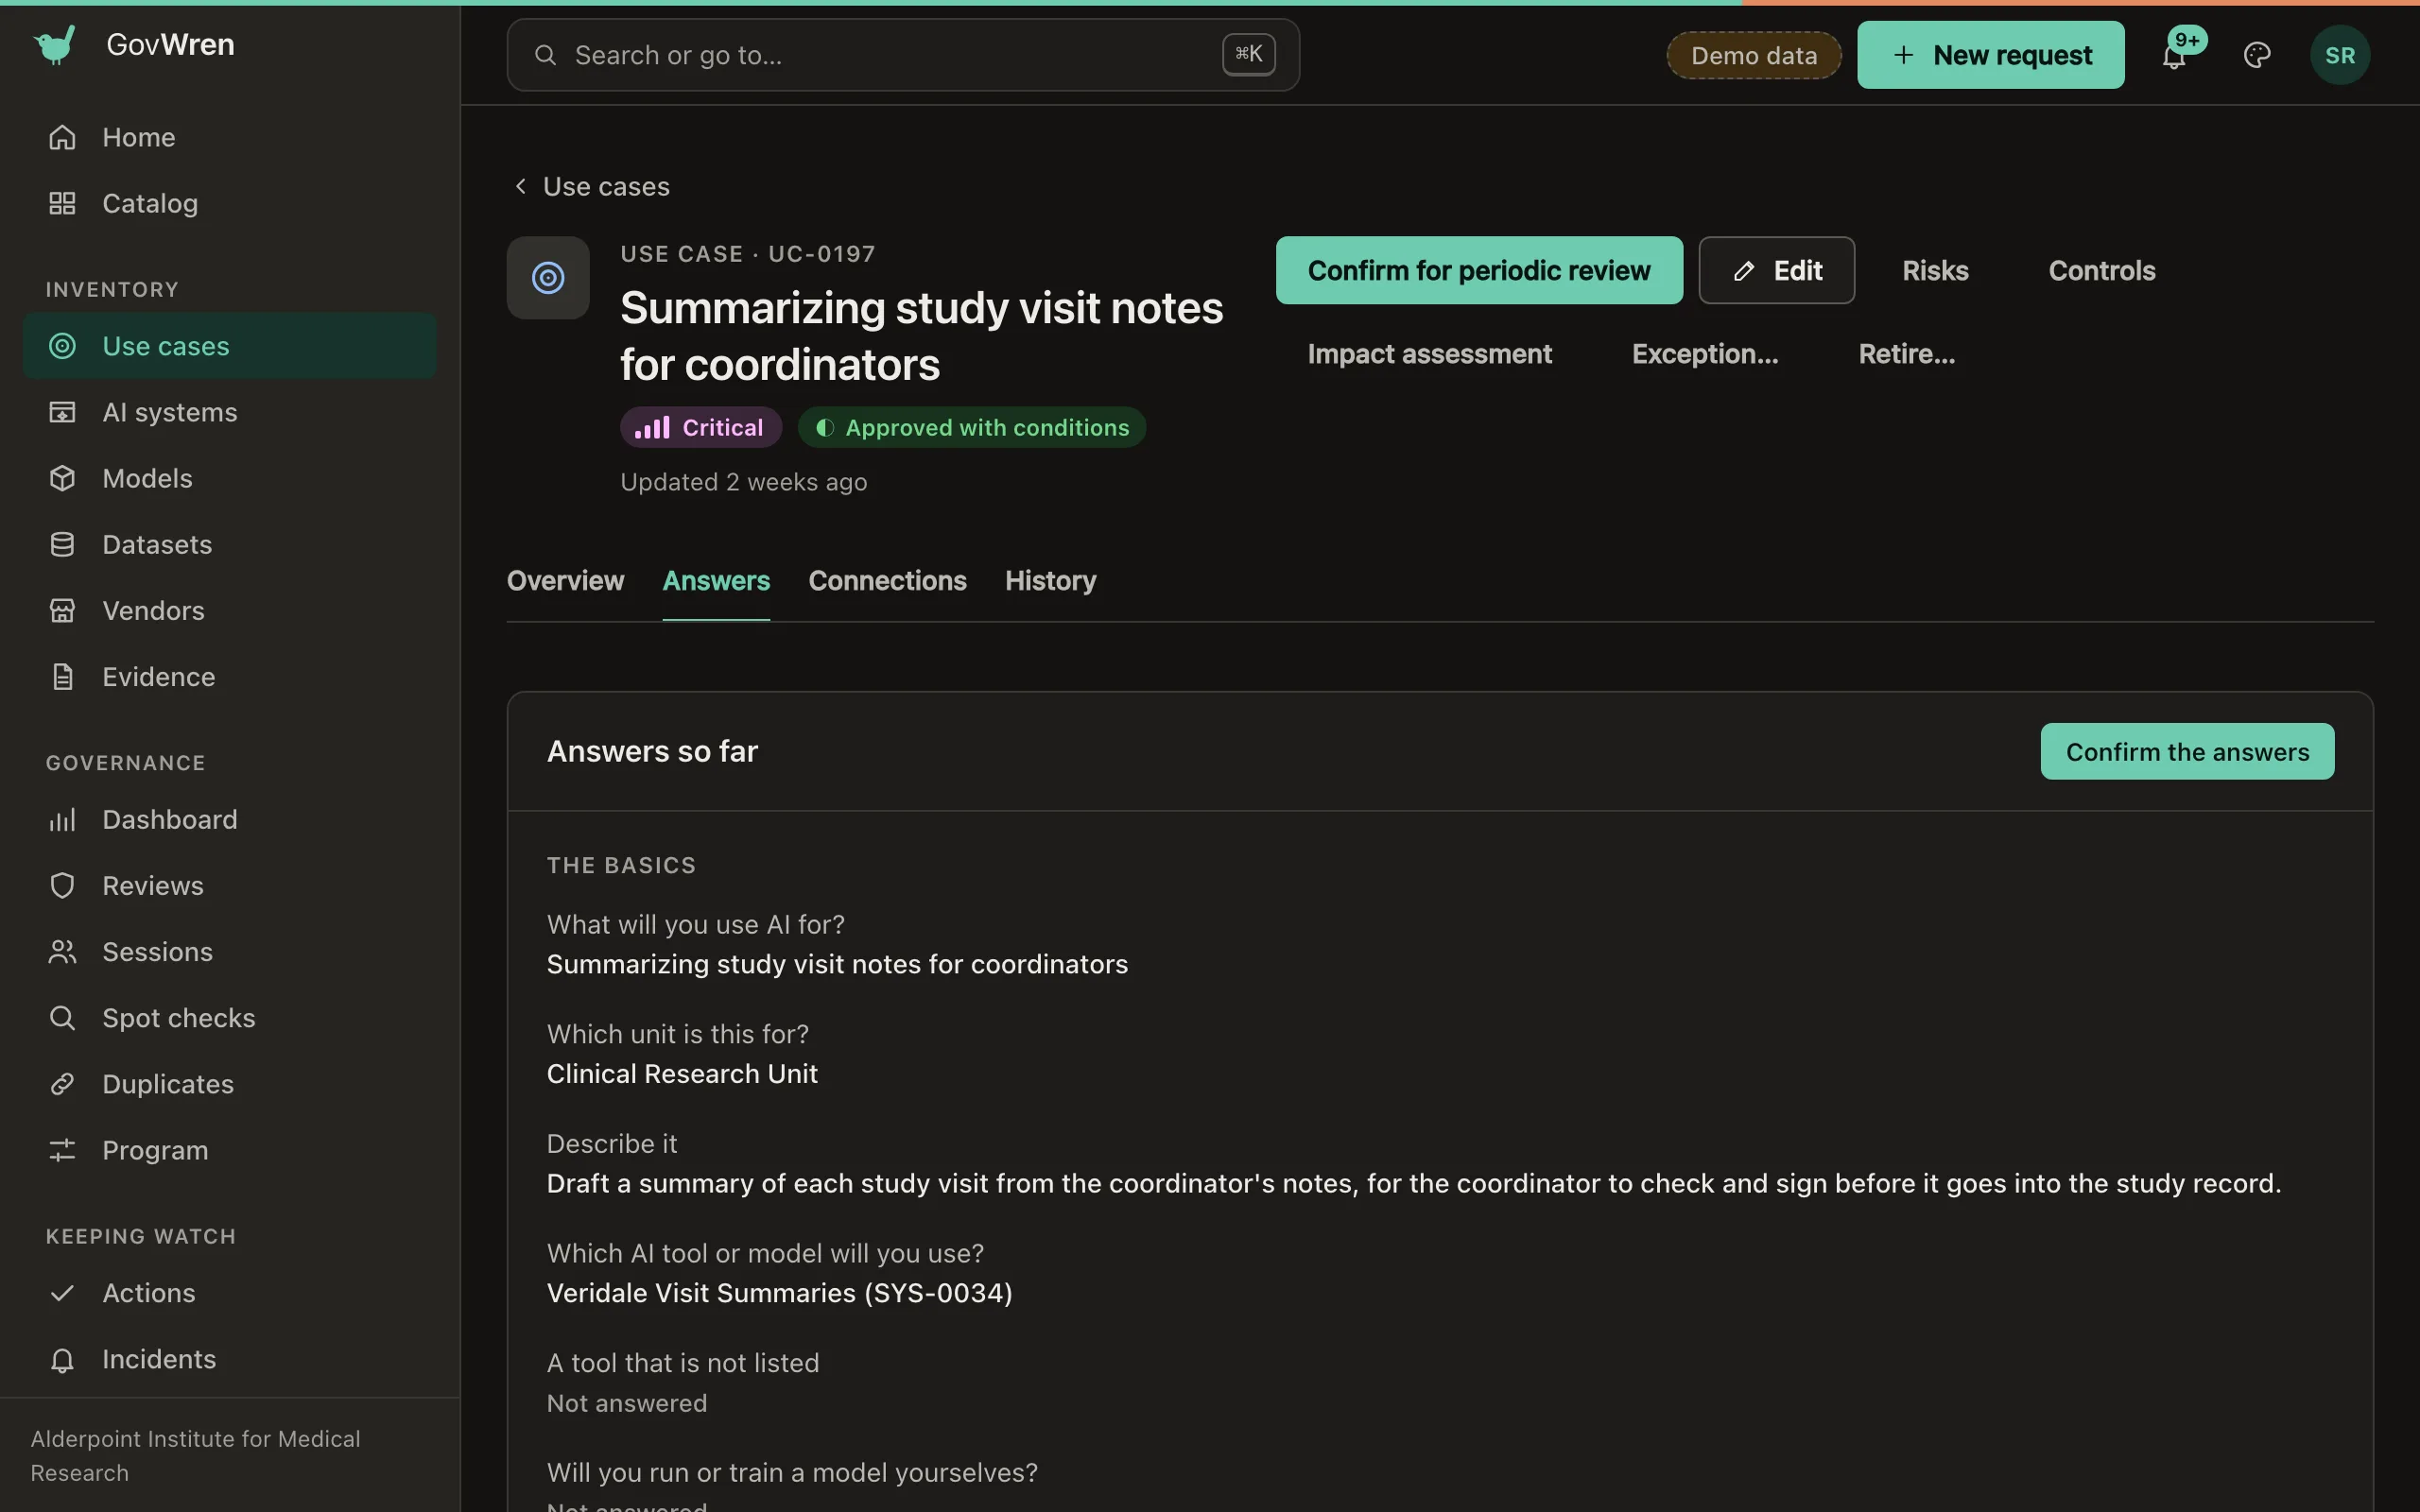 GovWren
Search or go to...
⌘K
Demo data
+ New request
9+
SR
Home
Catalog
INVENTORY
Use cases
AI systems
Models
Datasets
Vendors
Evidence
GOVERNANCE
Dashboard
Reviews
Sessions
Spot checks
Duplicates
Program
KEEPING WATCH
Actions
Incidents
Alderpoint Institute for Medical
Research
Use cases
USE CASE · UC-0197
Summarizing study visit notes
for coordinators
Critical
Approved with conditions
Updated 2 weeks ago
Confirm for periodic review
Edit
Risks
Controls
Impact assessment
Exception...
Retire...
Overview
Answers
Connections
History
Answers so far
Confirm the answers
THE BASICS
What will you use AI for?
Summarizing study visit notes for coordinators
Which unit is this for?
Clinical Research Unit
Describe it
Draft a summary of each study visit from the coordinator's notes, for the coordinator to check and sign before it goes into the study record.
Which AI tool or model will you use?
Veridale Visit Summaries (SYS-0034)
A tool that is not listed
Not answered
Will you run or train a model yourselves?
Not answered